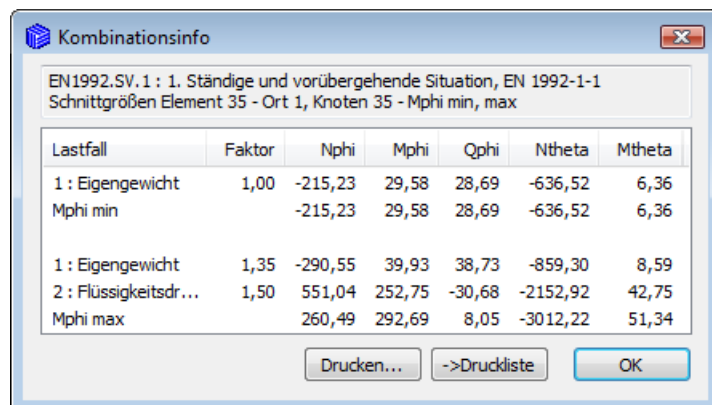 Kombinationsinfo
EN1992.SV.1 : 1. Ständige und vorübergehende Situation, EN 1992-1-1
Schnittgrößen Element 35 - Ort 1, Knoten 35 - Mphi min, max
Lastfall Faktor Nphi Mphi Qphi Ntheta Mtheta
1 : Eigengewicht 1,00 -215,23 29,58 28,69 -636,52 6,36
Mphi min -215,23 29,58 28,69 -636,52 6,36
1 : Eigengewicht 1,35 -290,55 39,93 38,73 -859,30 8,59
2 : Flüssigkeitsdr... 1,50 551,04 252,75 -30,68 -2152,92 42,75
Mphi max 260,49 292,69 8,05 -3012,22 51,34
Drucken... ->Druckliste OK